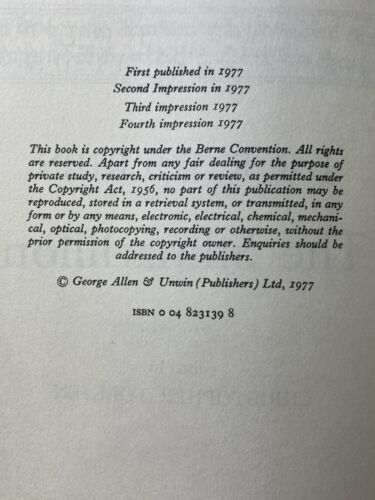 First published in 1977
Second Impression in 1977
Third impression 1977
Fourth impression 1977
This book is copyright under the Berne Convention. All rights
are reserved. Apart from any fair dealing for the purpose of
private study, research, criticism or review, as permitted under
the Copyright Act, 1956, no part of this publication may be
reproduced, stored in a retrieval system, or transmitted, in any
form or by any means, electronic, electrical, chemical, mechani-
cal, optical, photocopying, recording or otherwise, without the
prior permission of the copyright owner. Enquiries should be
addressed to the publishers.
© George Allen & Unwin (Publishers) Ltd, 1977
ISBN 0 04 823139 8